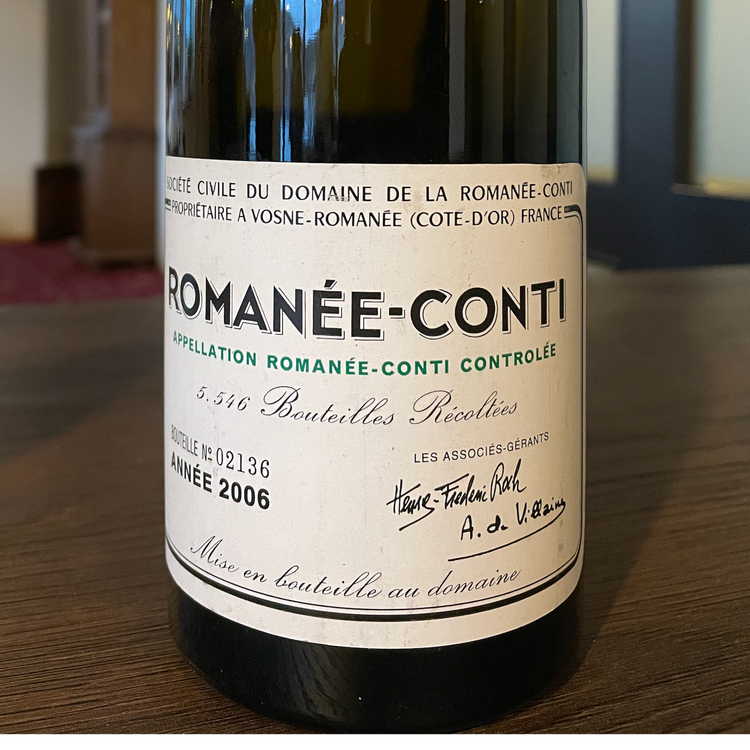 SOCIÉTÉ CIVILE DU DOMAINE DE LA ROMANÉE-CONTI
PROPRIÉTAIRE A VOSNE-ROMANÉE (COTE-D'OR) FRANCE
ROMANÉE-CONTI
APPELLATION ROMANÉE-CONTI CONTROLÉE
5.546 Bouteilles Récoltées
BOUTEILLE Nº 02136
ANNÉE 2006
LES ASSOCIÉS-GÉRANTS
Henry-Frédéric Roch
A. de Villaine
Mise en bouteille au domaine